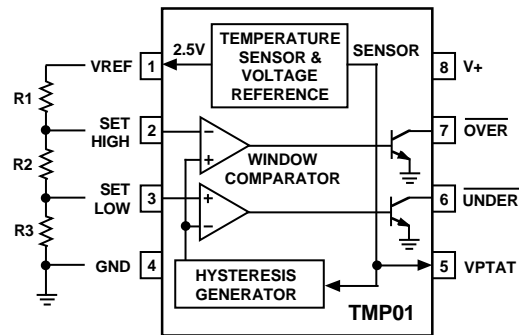 VREF
1
2.5V
TEMPERATURE
SENSOR &
VOLTAGE
REFERENCE
SENSOR
8
V+
R1
SET
HIGH
2
−
+
WINDOW
COMPARATOR
7
OVER
R2
SET
LOW
3
+
−
6
UNDER
R3
GND
4
HYSTERESIS
GENERATOR
5
VPTAT
TMP01